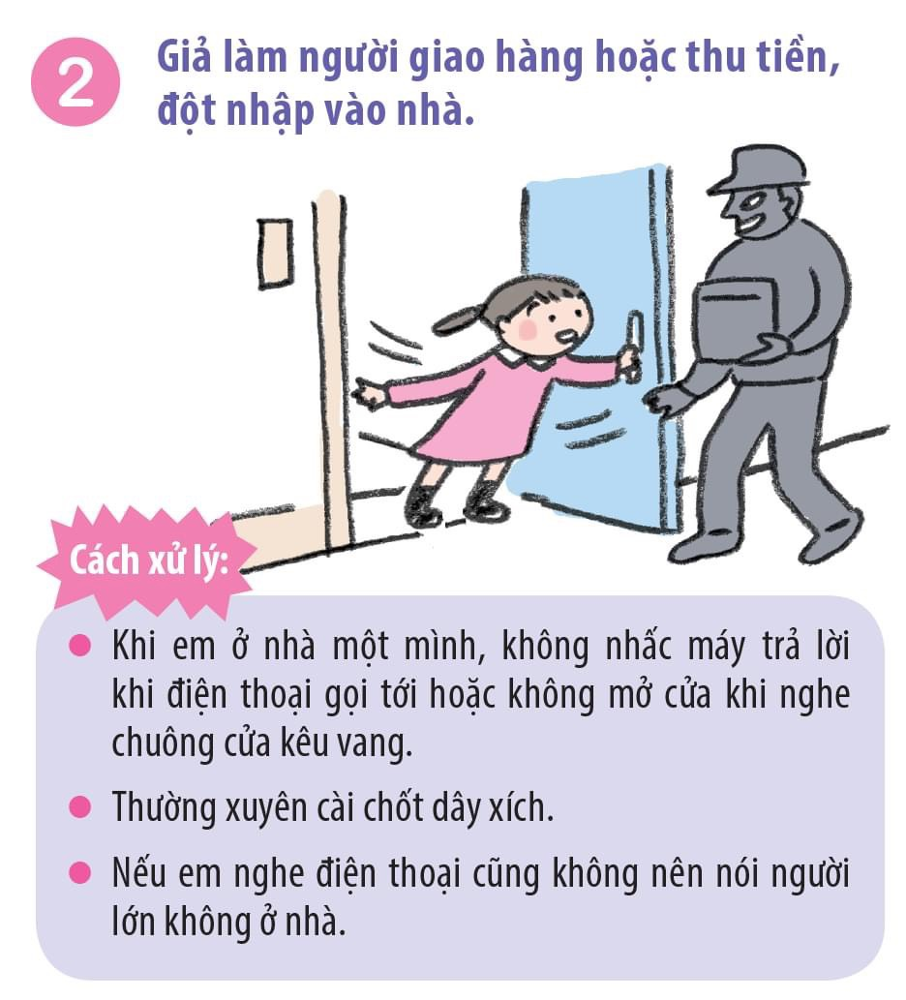 2
Giả làm người giao hàng hoặc thu tiền,
đột nhập vào nhà.
Cách xử lý:
Khi em ở nhà một mình, không nhấc máy trả lời
khi điện thoại gọi tới hoặc không mở cửa khi nghe
chuông cửa kêu vang.
Thường xuyên cài chốt dây xích.
Nếu em nghe điện thoại cũng không nên nói người
lớn không ở nhà.